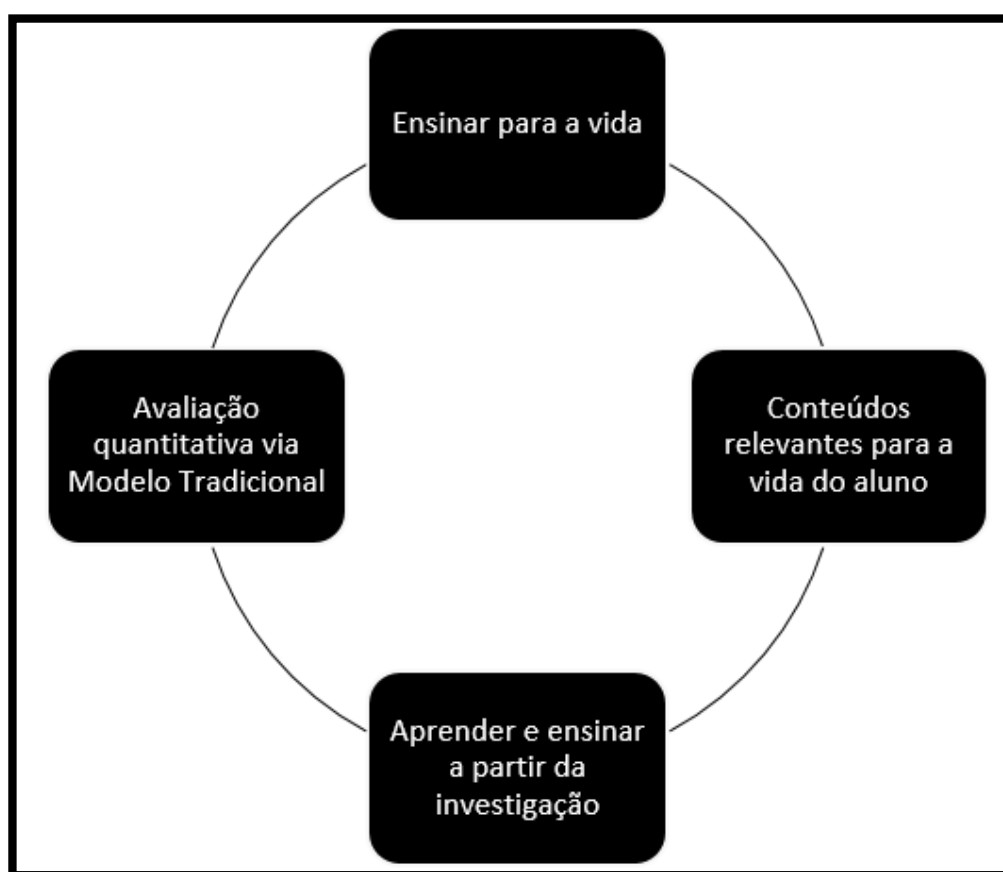 Ensinar para a vida
Avaliação
quantitativa via
Modelo Tradicional
Conteúdos
relevantes para a
vida do aluno
Aprender e ensinar
a partir da
investigação